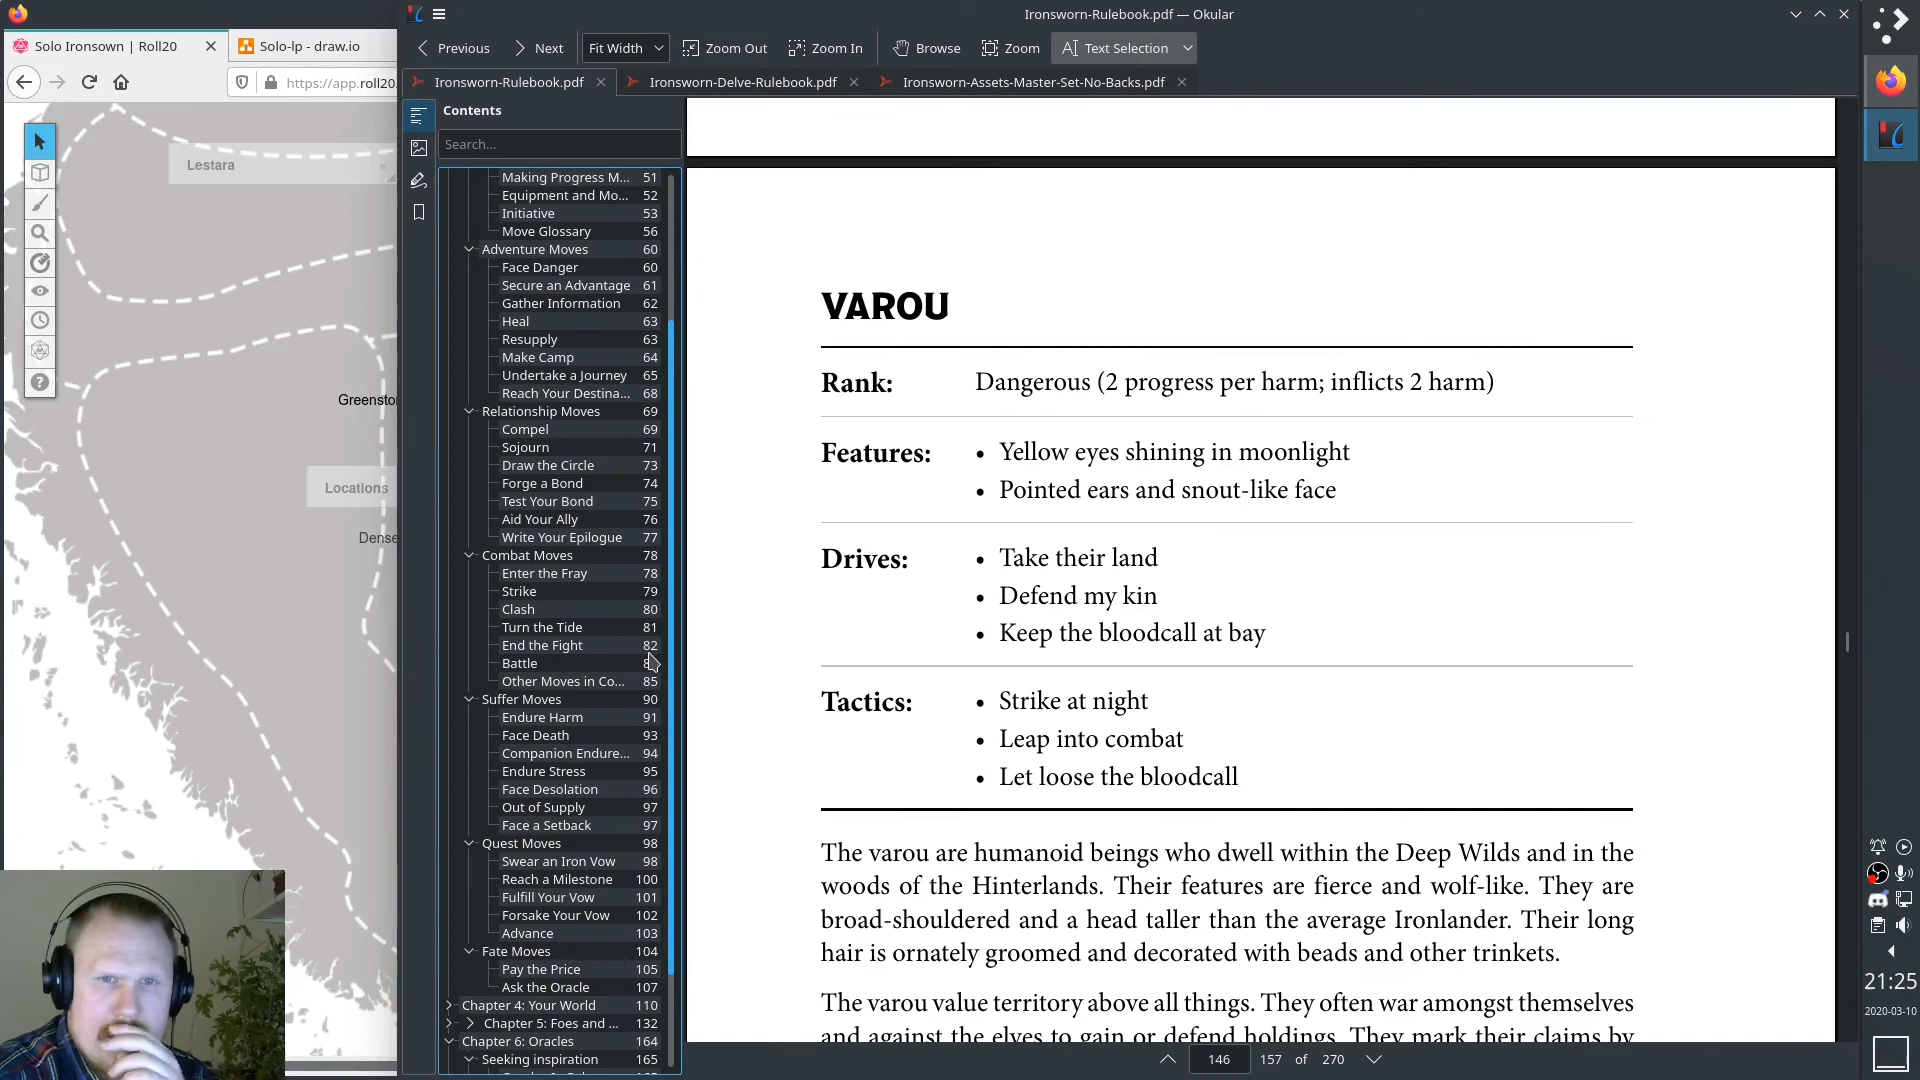 Ironsworn-Rulebook.pdf — Okular
Solo Ironsown | Roll20
Solo-lp - draw.io
Previous
Next
Fit Width
Zoom Out
Zoom In
Browse
Zoom
Text Selection
https://app.roll20.
Ironsworn-Rulebook.pdf
Ironsworn-Delve-Rulebook.pdf
Ironsworn-Assets-Master-Set-No-Backs.pdf
Lestara
Greensto
Locations
Dense
Contents
Search...
Making Progress M... 51
Equipment and Mo... 52
Initiative 53
Move Glossary 56
Adventure Moves 60
Face Danger 60
Secure an Advantage 61
Gather Information 62
Heal 63
Resupply 63
Make Camp 64
Undertake a Journey 65
Reach Your Destina... 68
Relationship Moves 69
Compel 69
Sojourn 71
Draw the Circle 73
Forge a Bond 74
Test Your Bond 75
Aid Your Ally 76
Write Your Epilogue 77
Combat Moves 78
Enter the Fray 78
Strike 79
Clash 80
Turn the Tide 81
End the Fight 82
Battle
Other Moves in Co... 85
Suffer Moves 90
Endure Harm 91
Face Death 93
Companion Endure... 94
Endure Stress 95
Face Desolation 96
Out of Supply 97
Face a Setback 97
Quest Moves 98
Swear an Iron Vow 98
Reach a Milestone 100
Fulfill Your Vow 101
Forsake Your Vow 102
Advance 103
Fate Moves 104
Pay the Price 105
Ask the Oracle 107
Chapter 4: Your World 110
Chapter 5: Foes and ... 132
Chapter 6: Oracles 164
Seeking inspiration 165
VAROU
Rank: Dangerous (2 progress per harm; inflicts 2 harm)
Features: • Yellow eyes shining in moonlight
• Pointed ears and snout-like face
Drives: • Take their land
• Defend my kin
• Keep the bloodcall at bay
Tactics: • Strike at night
• Leap into combat
• Let loose the bloodcall
The varou are humanoid beings who dwell within the Deep Wilds and in the
woods of the Hinterlands. Their features are fierce and wolf-like. They are
broad-shouldered and a head taller than the average Ironlander. Their long
hair is ornately groomed and decorated with beads and other trinkets.
The varou value territory above all things. They often war amongst themselves
and against the elves to gain or defend holdings. They mark their claims by
146 157 of 270
21:25
2020-03-10